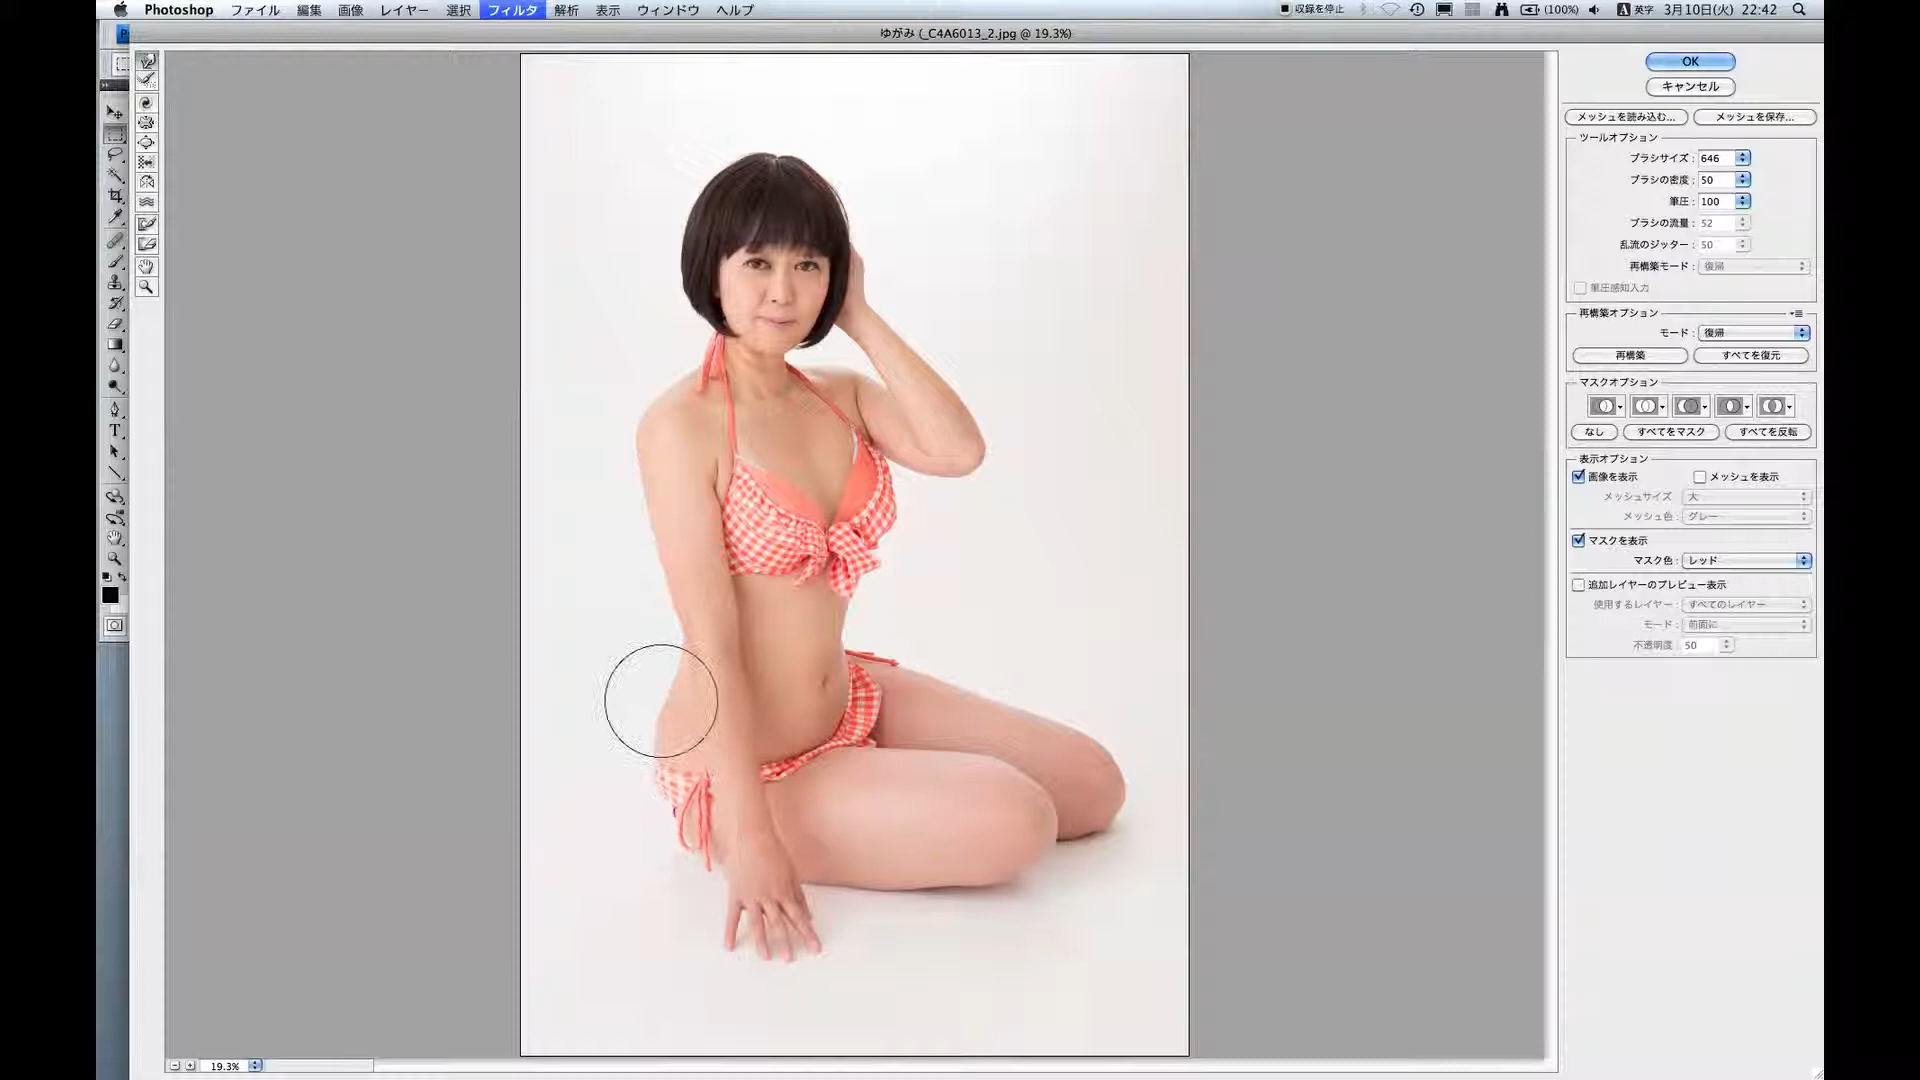 Photoshop ファイル 編集 画像 レイヤー 選択 フィルタ 解析 表示 ウィンドウ ヘルプ 収録を停止 (100%) A 英字 3月10日(火) 22:42
ゆがみ (_C4A6013_2.jpg @ 19.3%)
OK
キャンセル
メッシュを読み込む... メッシュを保存...
ツールオプション
ブラシサイズ : 646
ブラシの密度 : 50
筆圧 : 100
ブラシの流量 : 52
乱流のジッター : 50
再構築モード : 復帰
筆圧感知入力
再構築オプション
モード : 復帰
再構築 すべてを復元
マスクオプション
なし すべてをマスク すべてを反転
表示オプション
画像を表示 メッシュを表示
メッシュサイズ 大
メッシュ色 : グレー
マスクを表示
マスク色 : レッド
追加レイヤーのプレビュー表示
使用するレイヤー : すべてのレイヤー
モード : 前面に
不透明度 50
T
19.3%